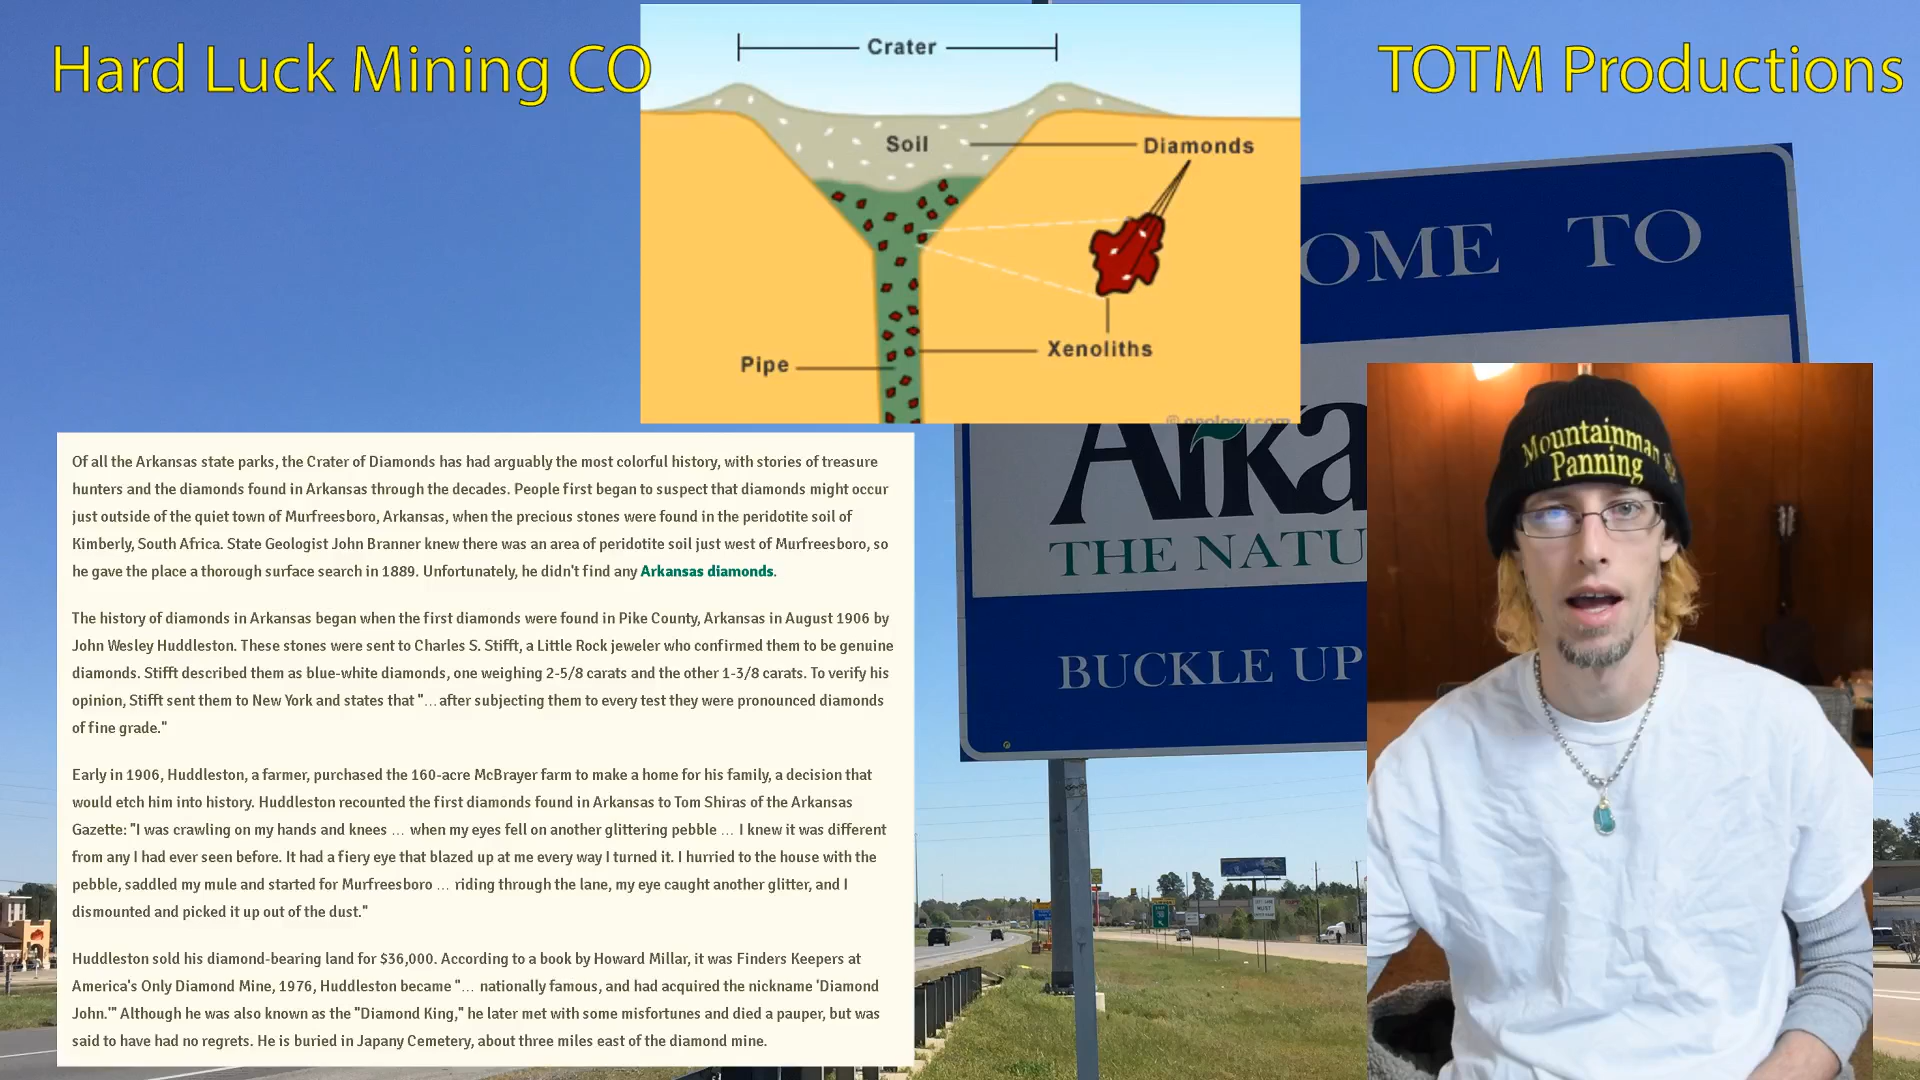 Hard Luck Mining CO
TOTM Productions
Crater
Soil
Diamonds
Xenoliths
Pipe
© geology.com
OME TO
Arka
THE NATU
BUCKLE UP
Mountainman
Panning
Of all the Arkansas state parks, the Crater of Diamonds has had arguably the most colorful history, with stories of treasure
hunters and the diamonds found in Arkansas through the decades. People first began to suspect that diamonds might occur
just outside of the quiet town of Murfreesboro, Arkansas, when the precious stones were found in the peridotite soil of
Kimberly, South Africa. State Geologist John Branner knew there was an area of peridotite soil just west of Murfreesboro, so
he gave the place a thorough surface search in 1889. Unfortunately, he didn't find any Arkansas diamonds.
The history of diamonds in Arkansas began when the first diamonds were found in Pike County, Arkansas in August 1906 by
John Wesley Huddleston. These stones were sent to Charles S. Stifft, a Little Rock jeweler who confirmed them to be genuine
diamonds. Stifft described them as blue-white diamonds, one weighing 2-5/8 carats and the other 1-3/8 carats. To verify his
opinion, Stifft sent them to New York and states that "…after subjecting them to every test they were pronounced diamonds
of fine grade."
Early in 1906, Huddleston, a farmer, purchased the 160-acre McBrayer farm to make a home for his family, a decision that
would etch him into history. Huddleston recounted the first diamonds found in Arkansas to Tom Shiras of the Arkansas
Gazette: "I was crawling on my hands and knees … when my eyes fell on another glittering pebble … I knew it was different
from any I had ever seen before. It had a fiery eye that blazed up at me every way I turned it. I hurried to the house with the
pebble, saddled my mule and started for Murfreesboro … riding through the lane, my eye caught another glitter, and I
dismounted and picked it up out of the dust."
Huddleston sold his diamond-bearing land for $36,000. According to a book by Howard Millar, it was Finders Keepers at
America's Only Diamond Mine, 1976, Huddleston became "… nationally famous, and had acquired the nickname 'Diamond
John.'" Although he was also known as the "Diamond King," he later met with some misfortunes and died a pauper, but was
said to have had no regrets. He is buried in Japany Cemetery, about three miles east of the diamond mine.